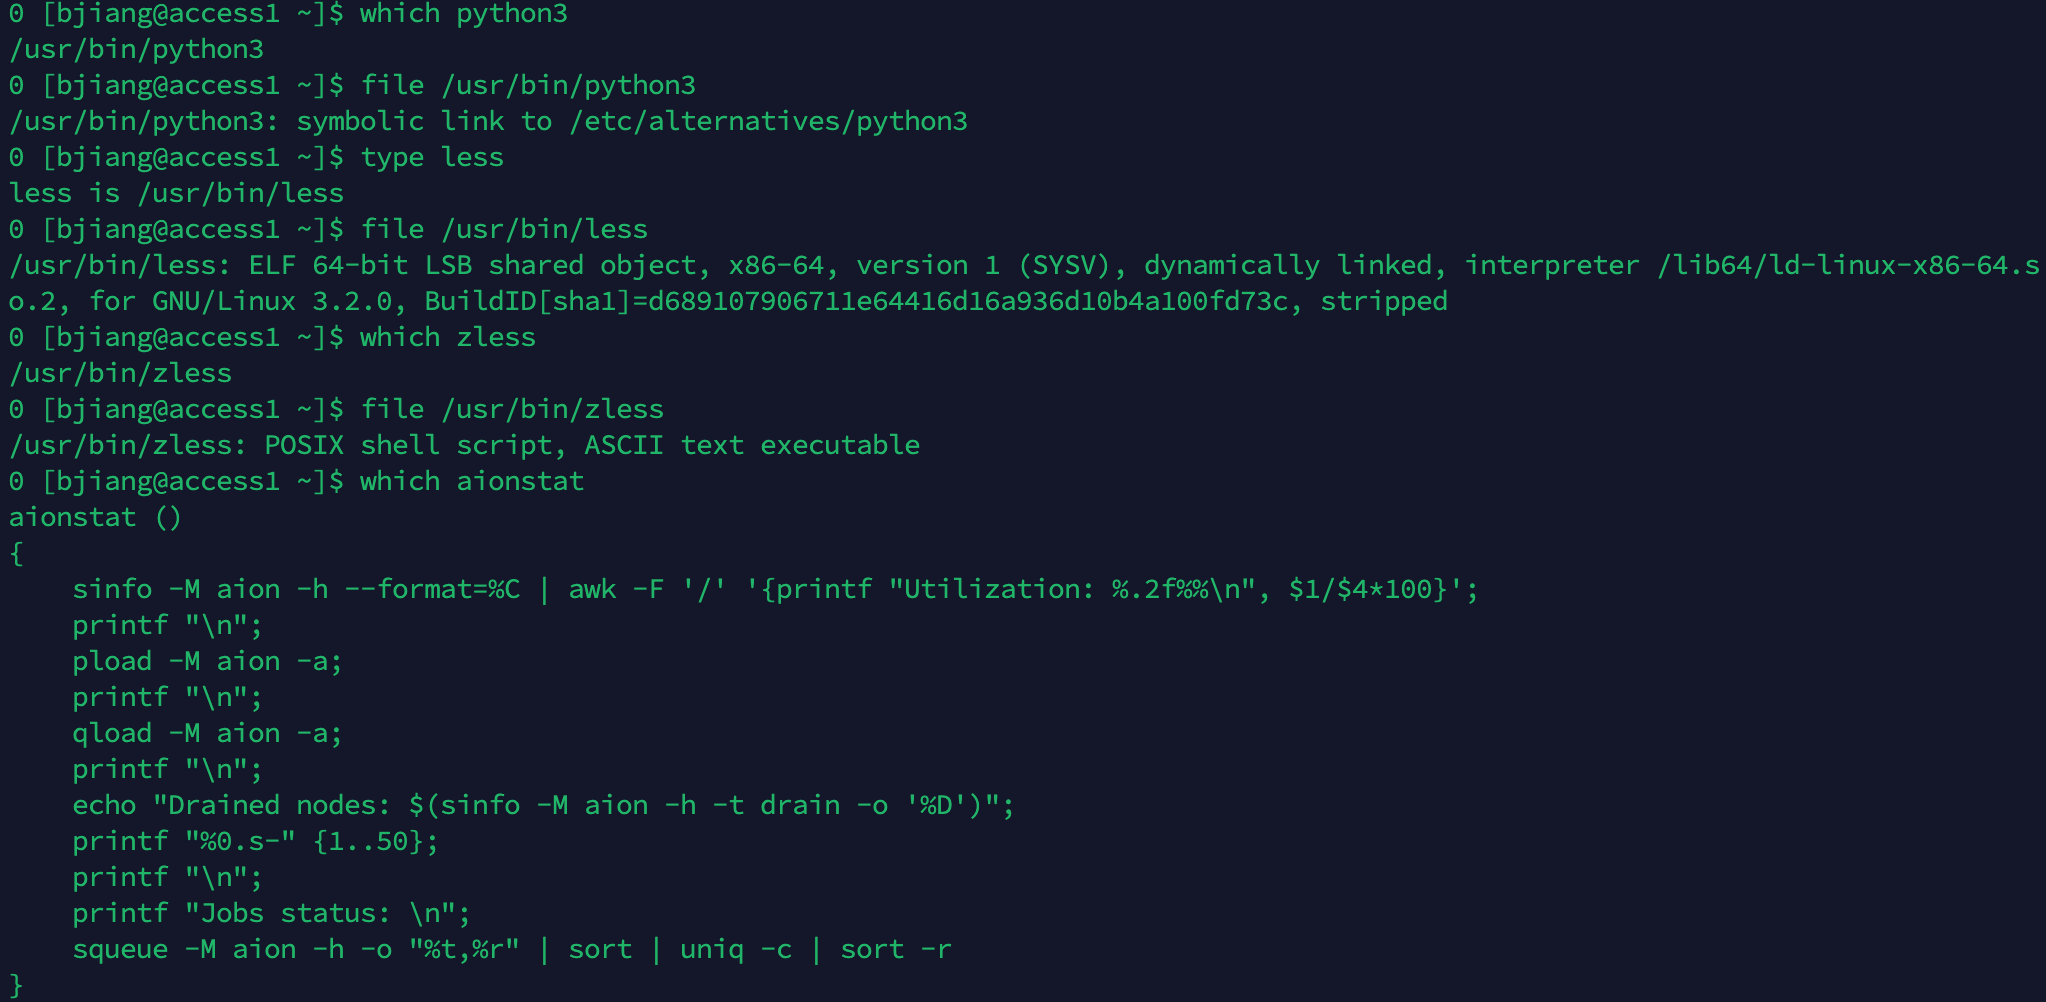 0 [bjiang@access1 ~]$ which python3
/usr/bin/python3
0 [bjiang@access1 ~]$ file /usr/bin/python3
/usr/bin/python3: symbolic link to /etc/alternatives/python3
0 [bjiang@access1 ~]$ type less
less is /usr/bin/less
0 [bjiang@access1 ~]$ file /usr/bin/less
/usr/bin/less: ELF 64-bit LSB shared object, x86-64, version 1 (SYSV), dynamically linked, interpreter /lib64/ld-linux-x86-64.s
o.2, for GNU/Linux 3.2.0, BuildID[sha1]=d689107906711e64416d16a936d10b4a100fd73c, stripped
0 [bjiang@access1 ~]$ which zless
/usr/bin/zless
0 [bjiang@access1 ~]$ file /usr/bin/zless
/usr/bin/zless: POSIX shell script, ASCII text executable
0 [bjiang@access1 ~]$ which aionstat
aionstat ()
{
    sinfo -M aion -h --format=%C | awk -F '/' '{printf "Utilization: %.2f%%\n", $1/$4*100}';
    printf "\n";
    pload -M aion -a;
    printf "\n";
    qload -M aion -a;
    printf "\n";
    echo "Drained nodes: $(sinfo -M aion -h -t drain -o '%D')";
    printf "%0.s-" {1..50};
    printf "\n";
    printf "Jobs status: \n";
    squeue -M aion -h -o "%t,%r" | sort | uniq -c | sort -r
}